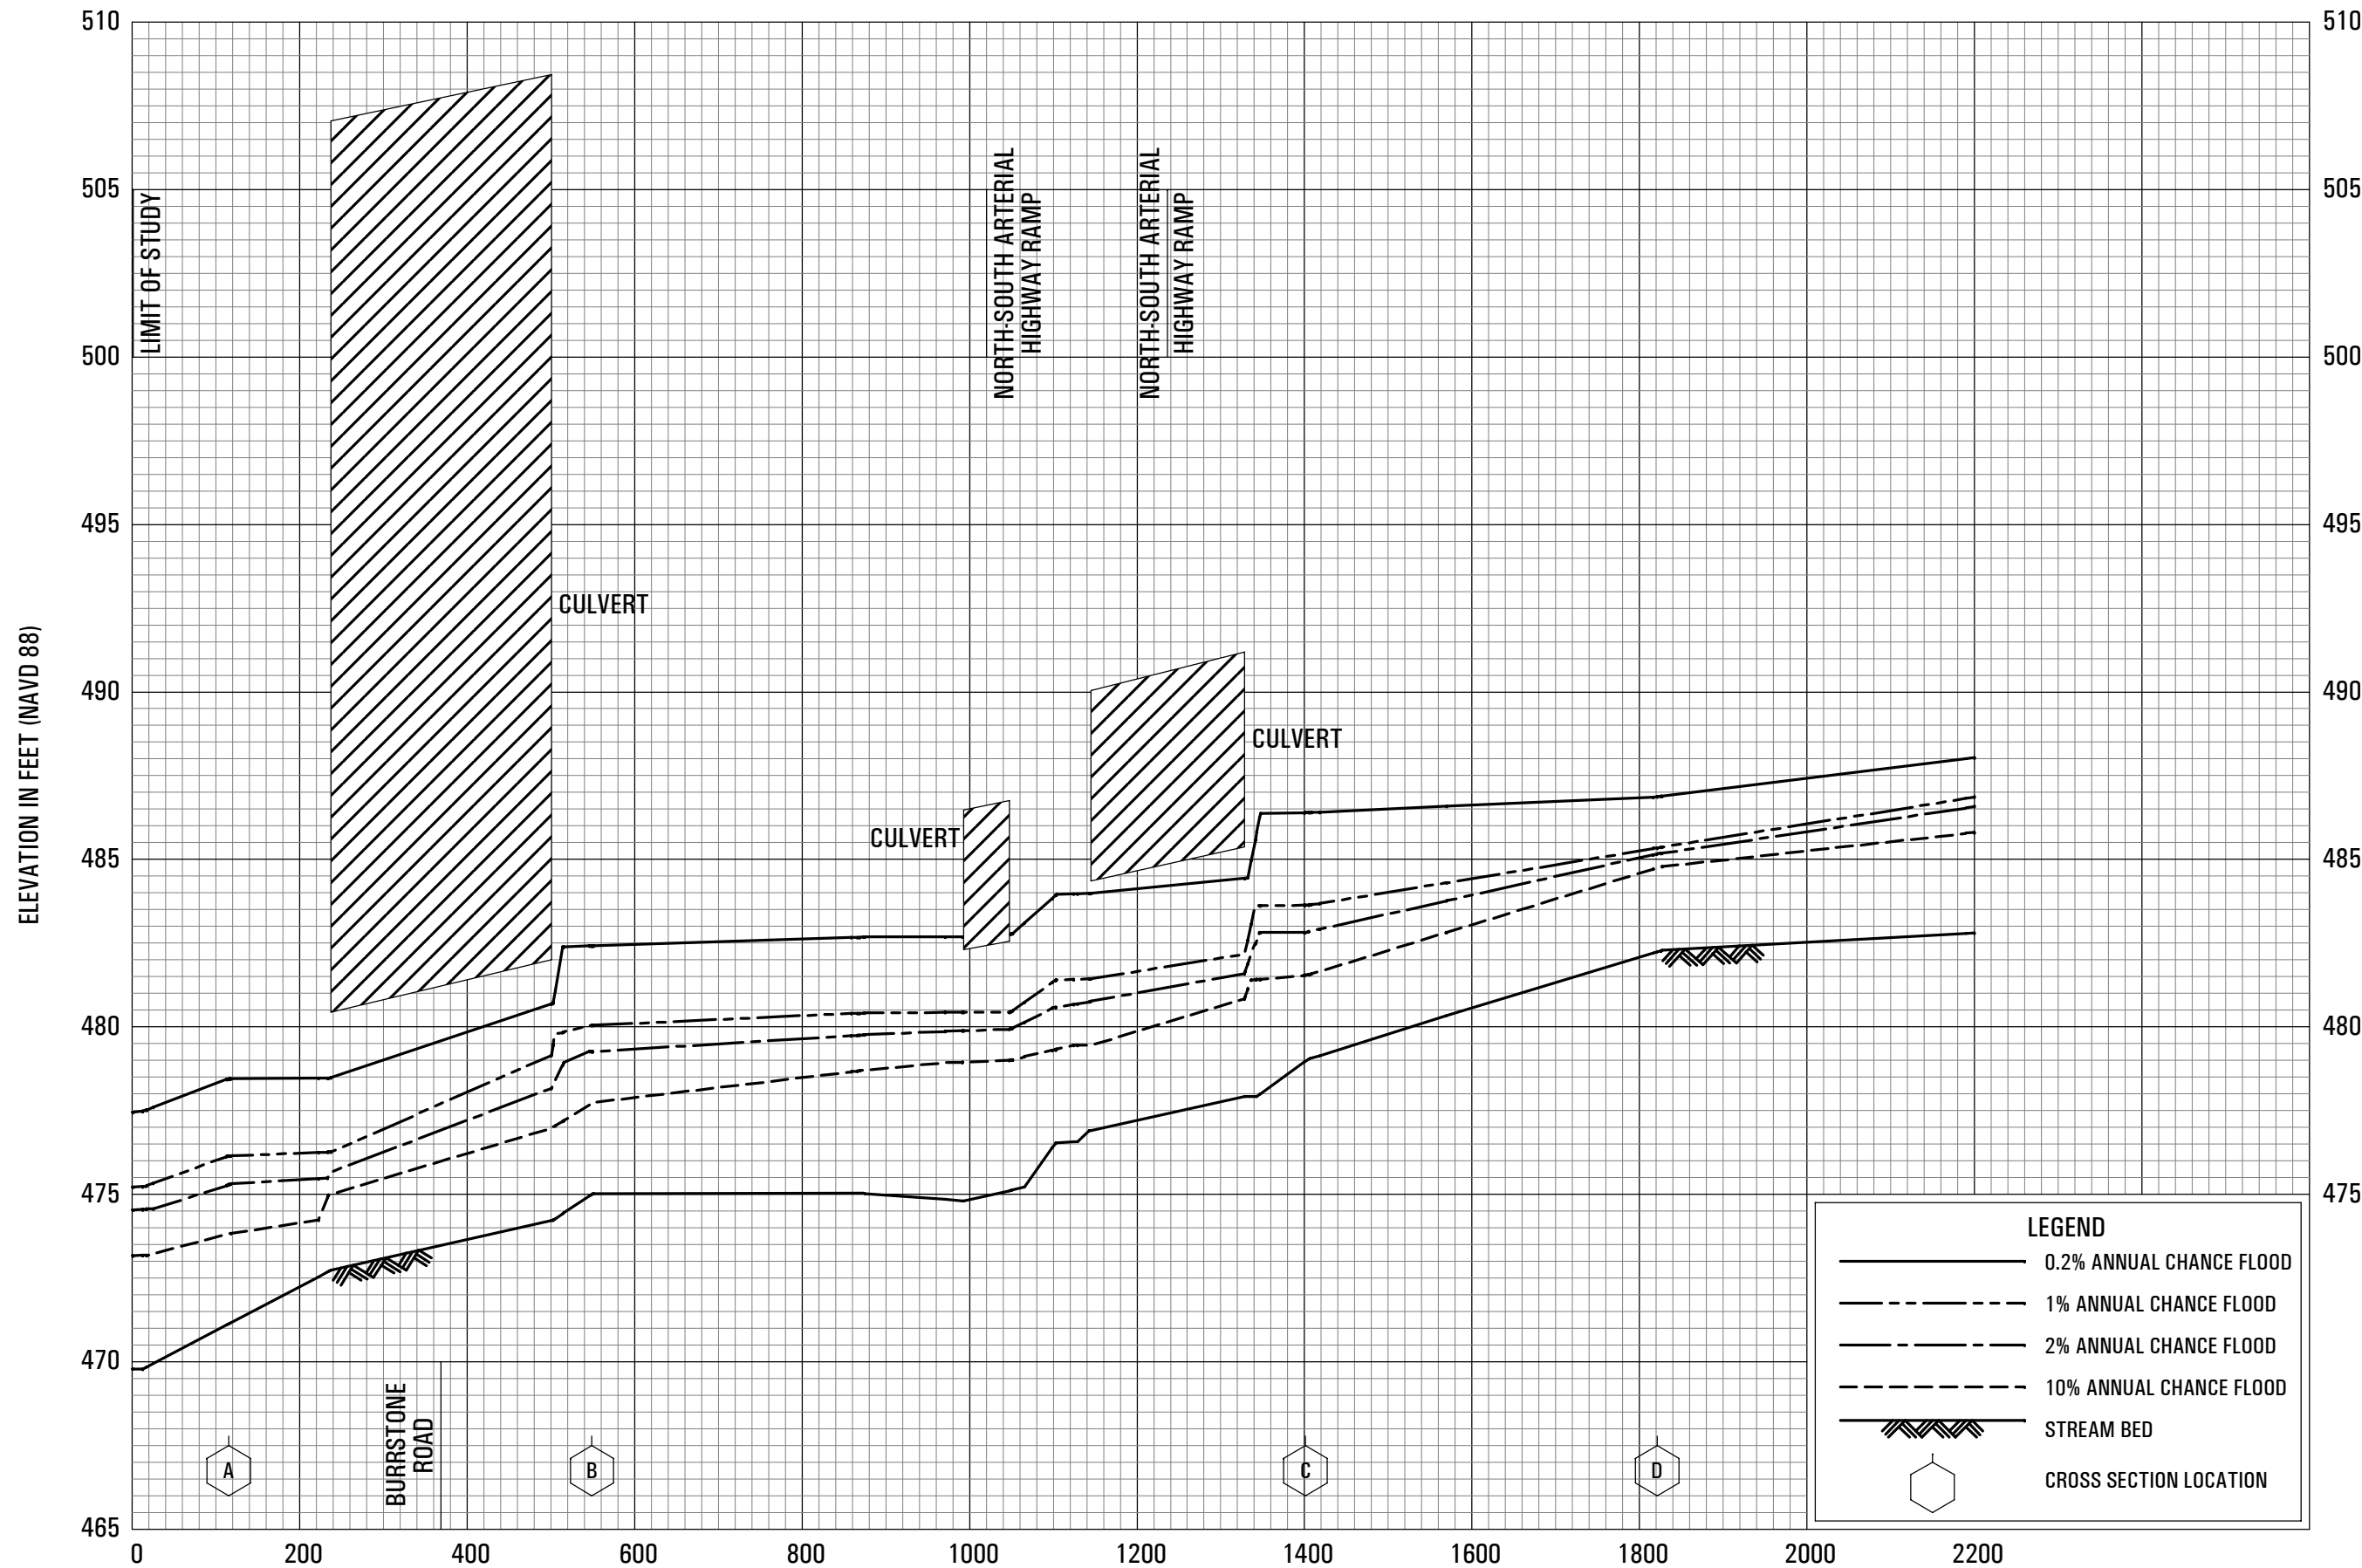 510
510
505
505
500
500
495
495
490
490
485
485
480
480
475
475
470
465
ELEVATION IN FEET (NAVD 88)
LIMIT OF STUDY
NORTH-SOUTH ARTERIAL
HIGHWAY RAMP
NORTH-SOUTH ARTERIAL
HIGHWAY RAMP
CULVERT
CULVERT
CULVERT
BURRSTONE
ROAD
A
B
C
D
LEGEND
0.2% ANNUAL CHANCE FLOOD
1% ANNUAL CHANCE FLOOD
2% ANNUAL CHANCE FLOOD
10% ANNUAL CHANCE FLOOD
STREAM BED
CROSS SECTION LOCATION
0 200 400 600 800 1000 1200 1400 1600 1800 2000 2200